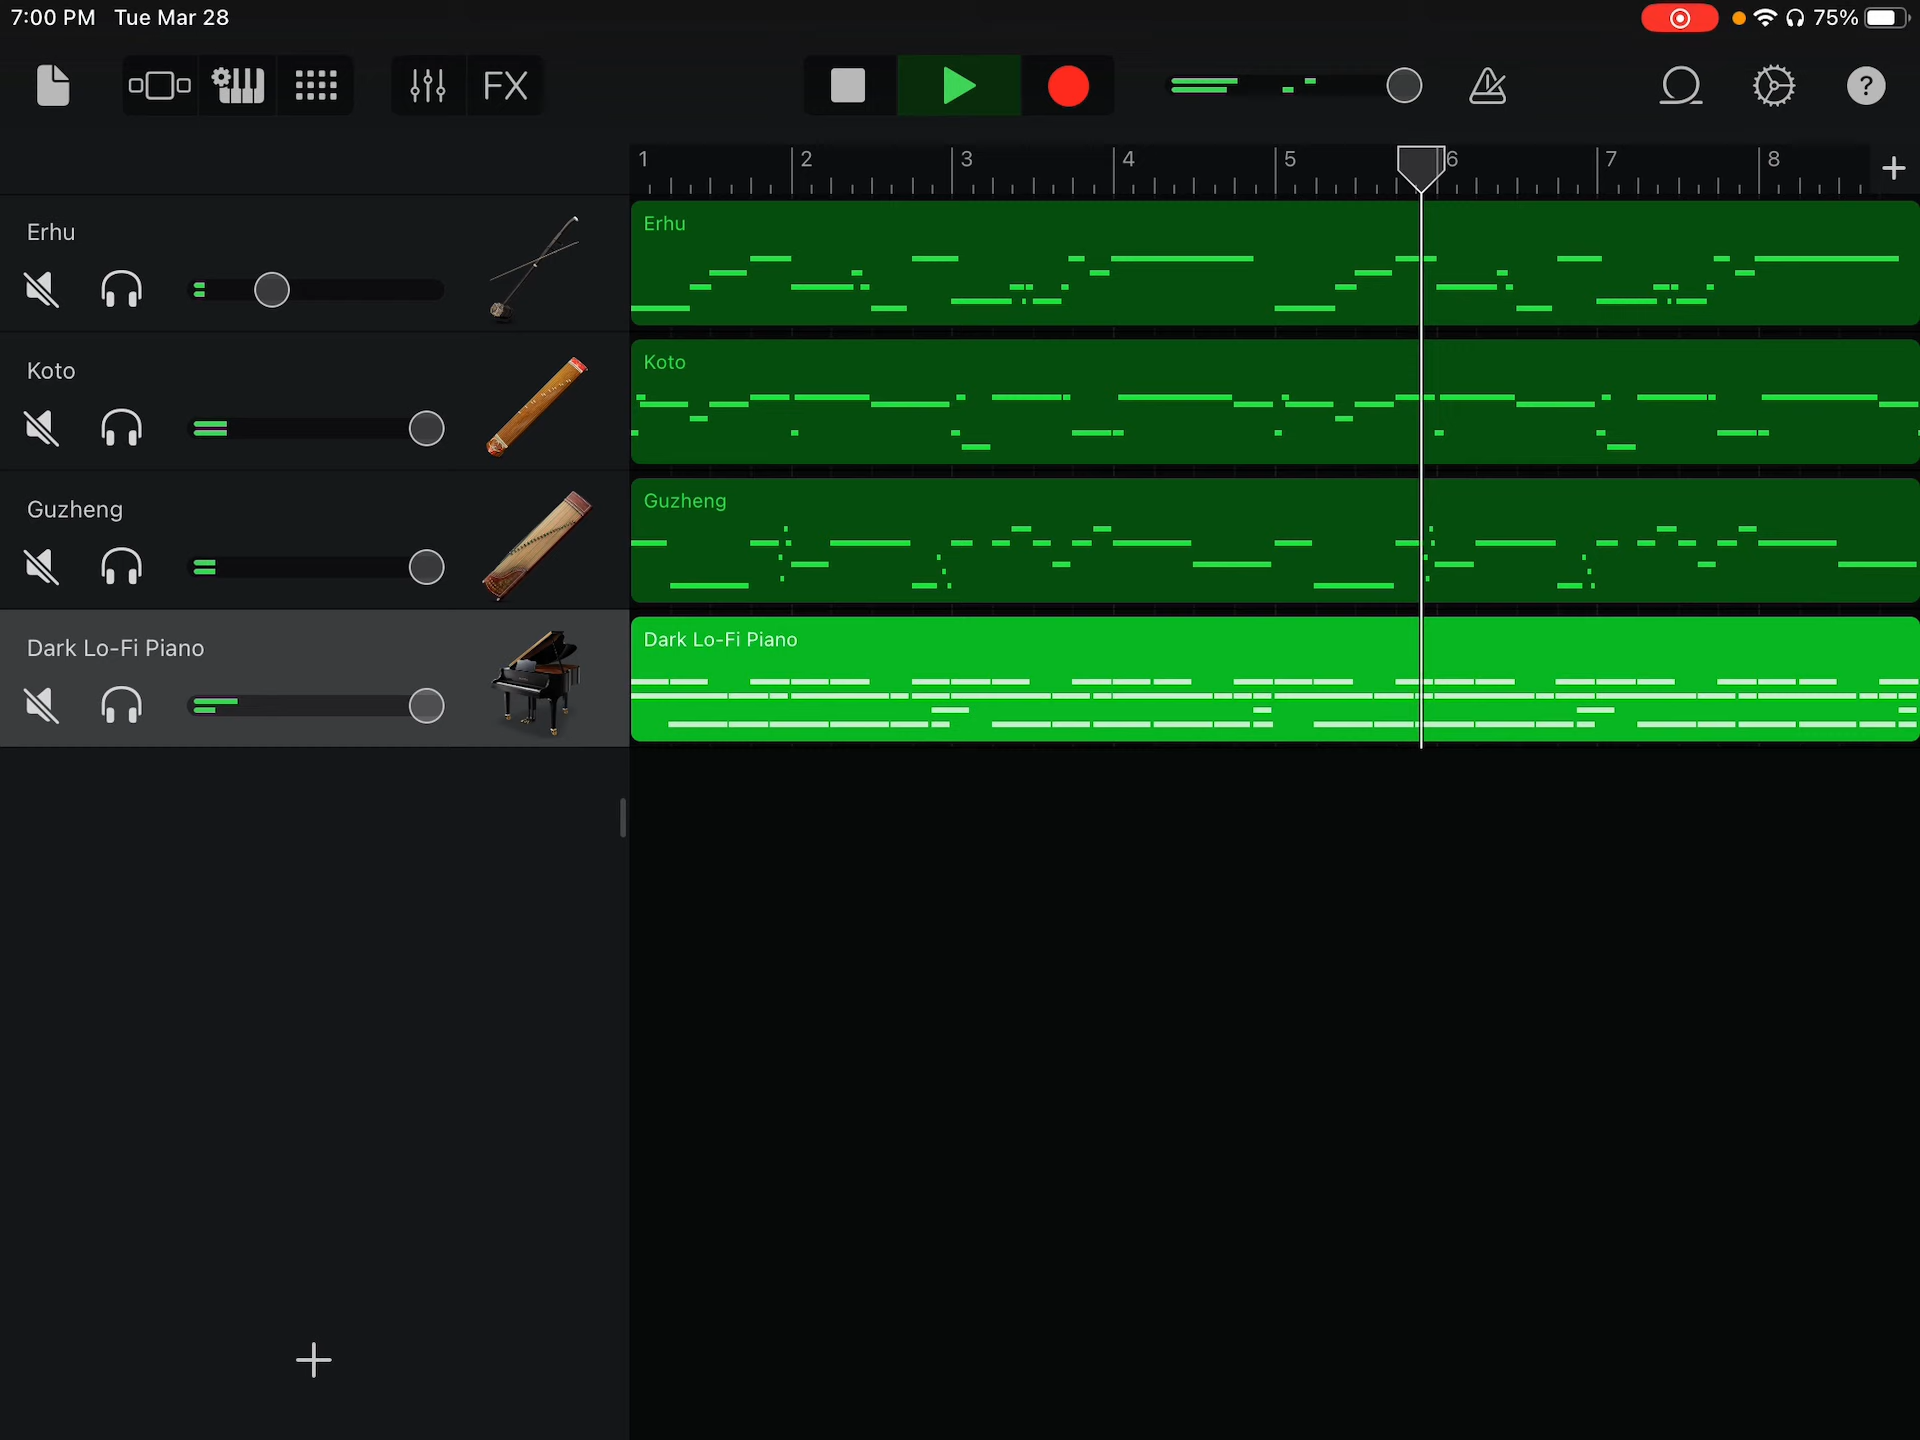 7:00 PM Tue Mar 28
75%
FX
?
1 2 3 4 5 6 7 8
Erhu
Erhu
Koto
Koto
Guzheng
Guzheng
Dark Lo-Fi Piano
Dark Lo-Fi Piano